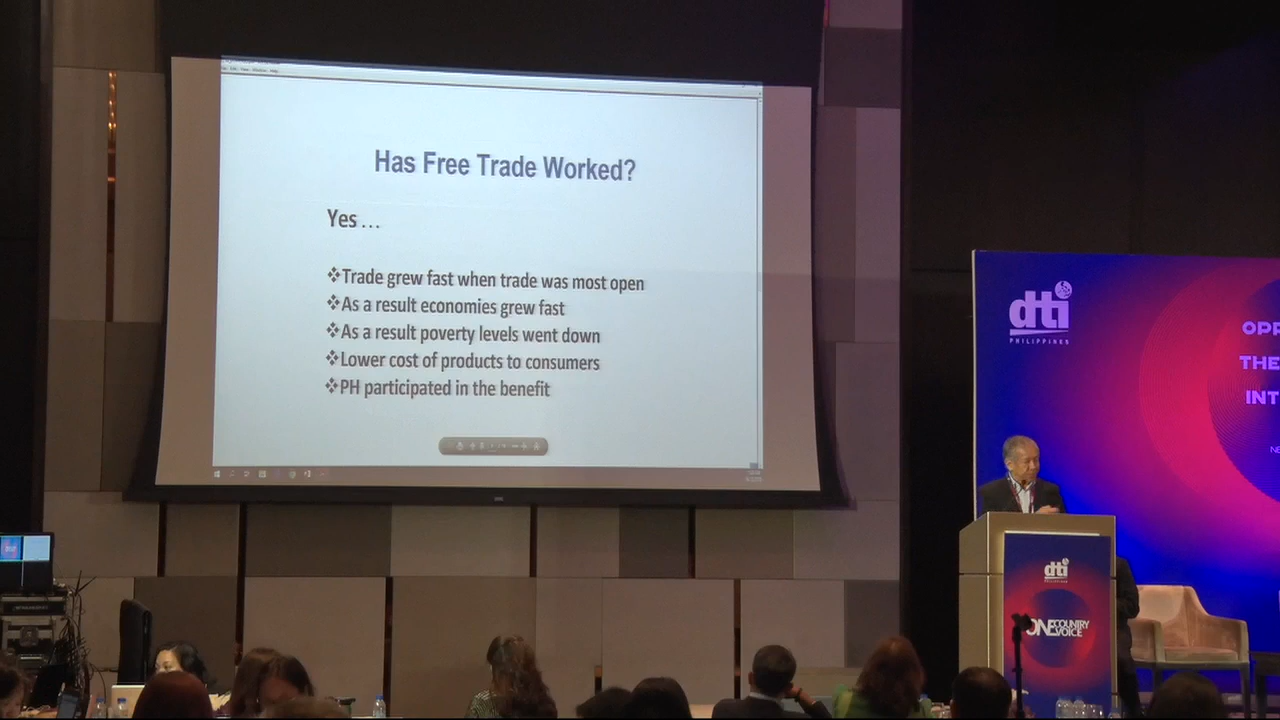 Has Free Trade Worked?
Yes ...
❖Trade grew fast when trade was most open
❖As a result economies grew fast
❖As a result poverty levels went down
❖Lower cost of products to consumers
❖PH participated in the benefit
dti
PHILIPPINES
OPP
THE
INT
NE
dti
PHILIPPINES
ONE COUNTRY
VOICE